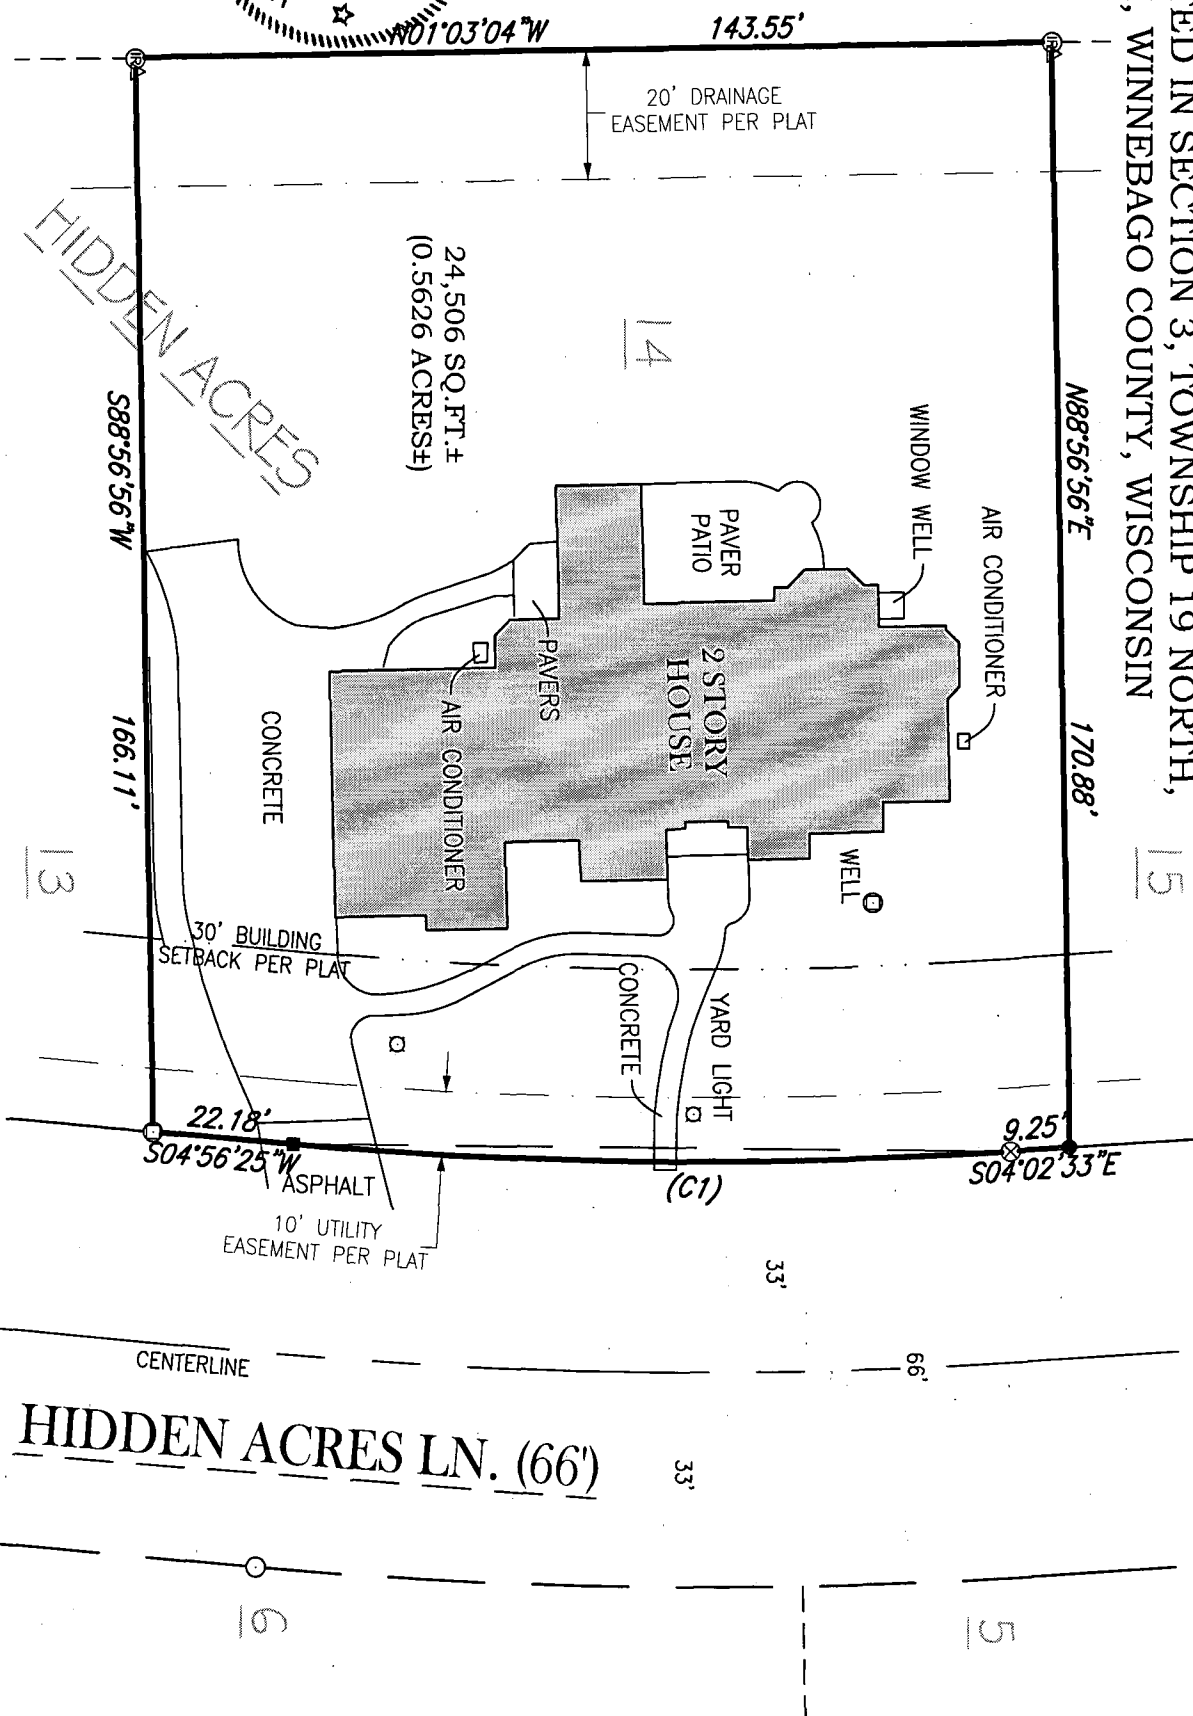 ED IN SECTION 3, TOWNSHIP 19 NORTH,
, WINNEBAGO COUNTY, WISCONSIN
N01°03'04"W
143.55'
20' DRAINAGE
EASEMENT PER PLAT
HIDDEN ACRES
24,506 SQ.FT.±
(0.5626 ACRES±)
14
N88°56'56"E
170.88'
WINDOW WELL
AIR CONDITIONER
PAVER
PATIO
PAVERS
2 STORY
HOUSE
AIR CONDITIONER
S88°56'56"W
166.11'
CONCRETE
WELL
15
13
30' BUILDING
SETBACK PER PLAT
CONCRETE
YARD LIGHT
22.18'
S04°56'25"W
ASPHALT
(C1)
9.25'
S04°02'33"E
10' UTILITY
EASEMENT PER PLAT
33'
66'
CENTERLINE
HIDDEN ACRES LN. (66')
33'
6
5